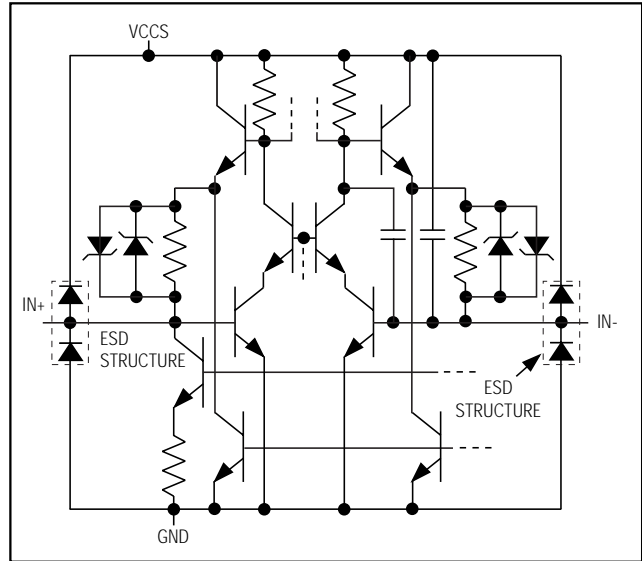 VCCS
IN+
ESD
STRUCTURE
IN-
ESD
STRUCTURE
GND